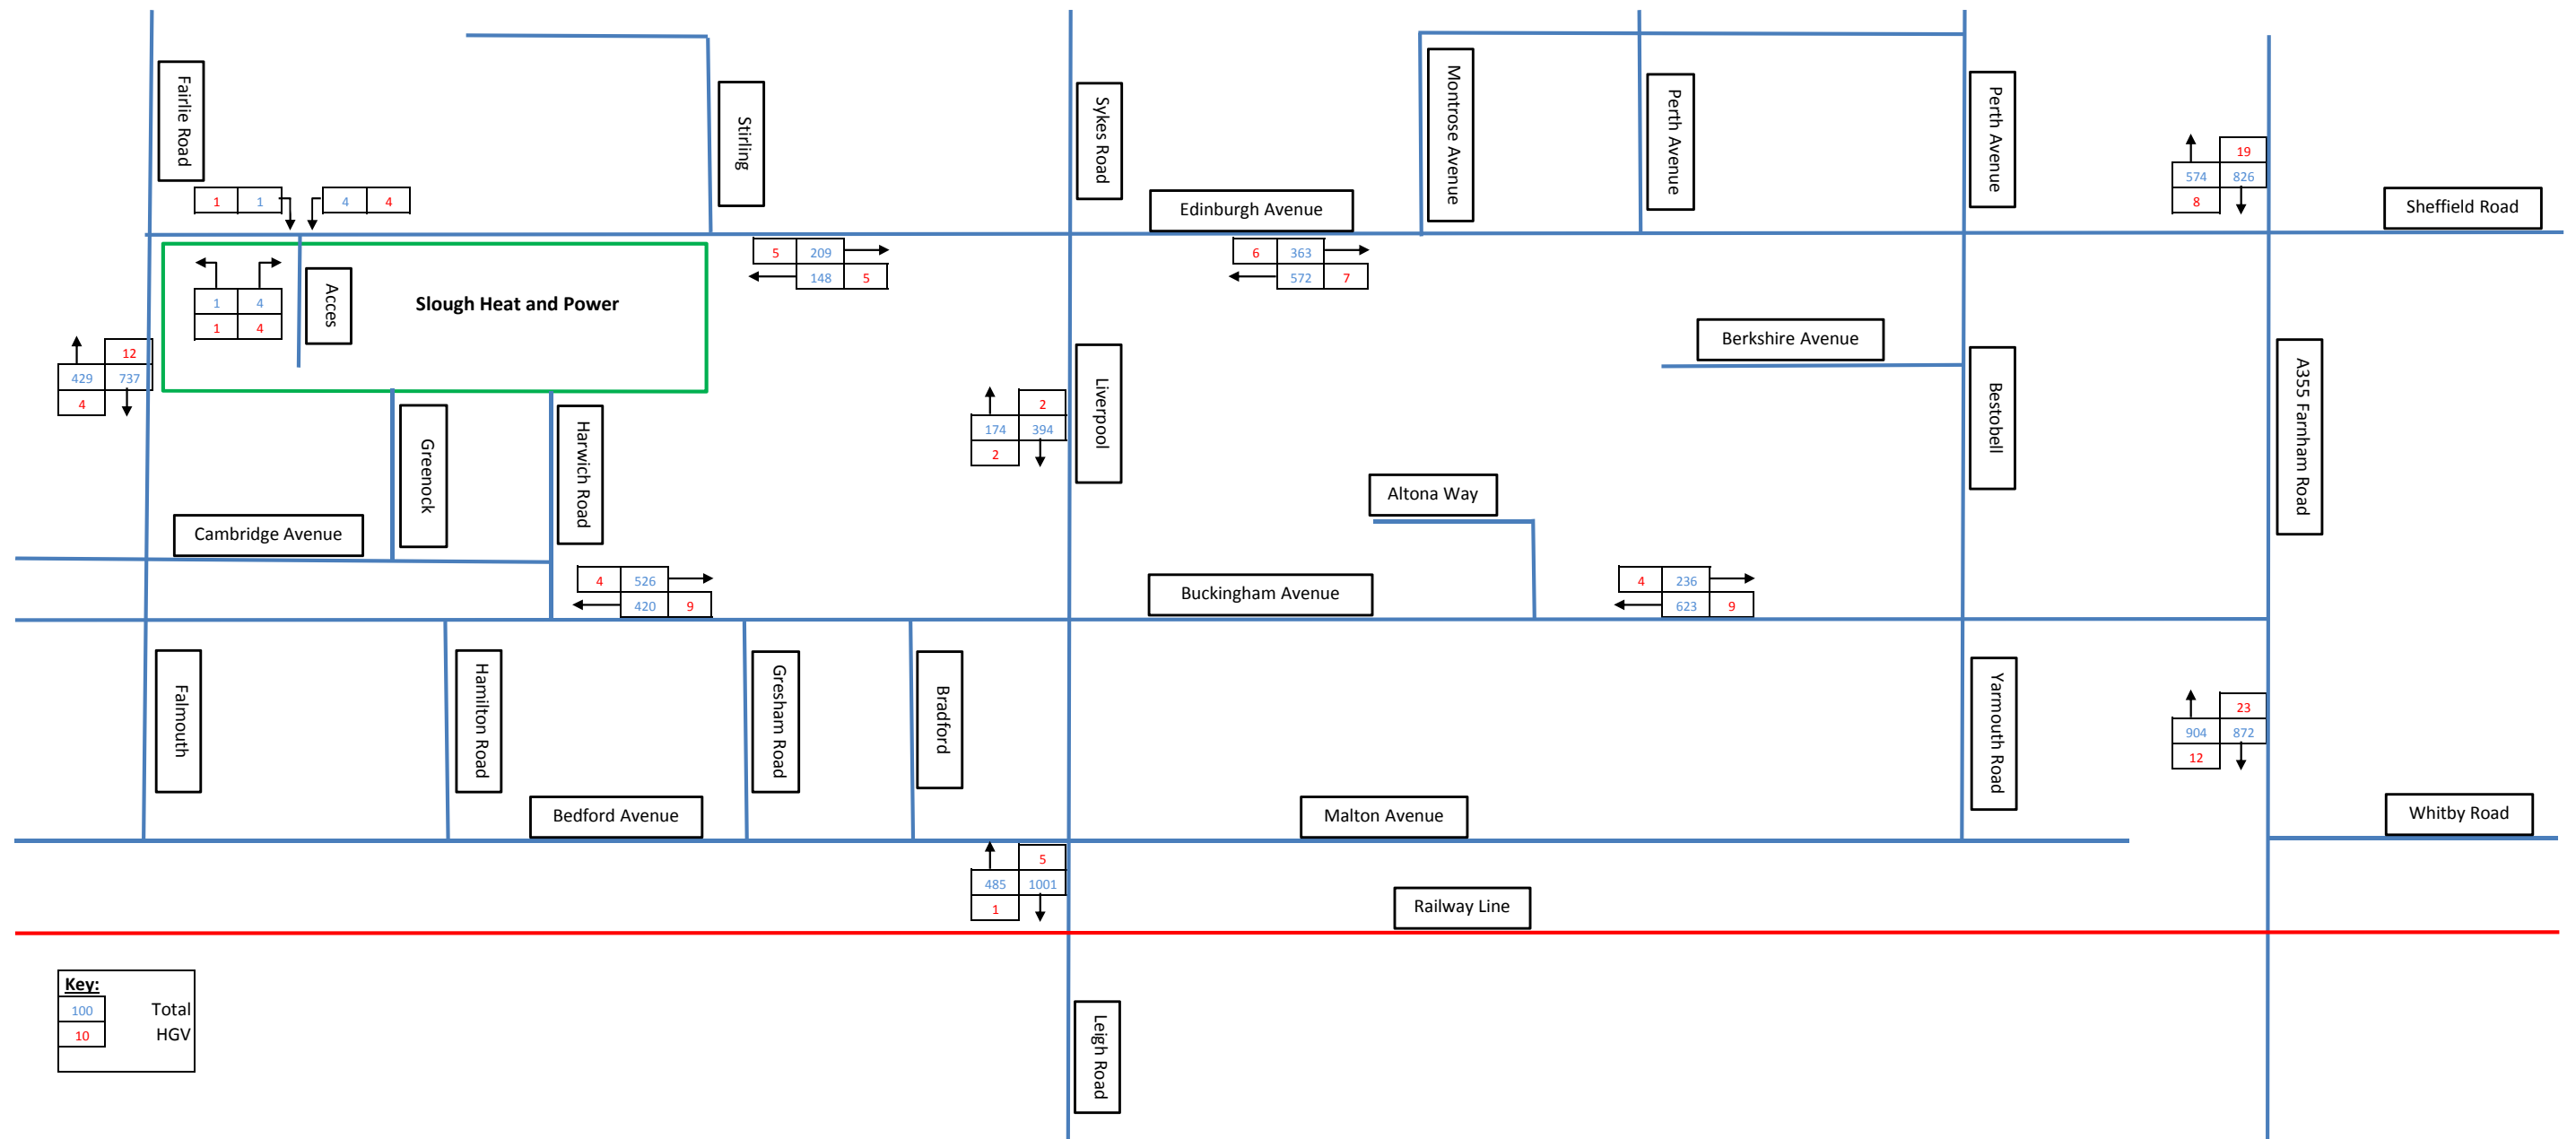 Fairlie Road
Stirling
Sykes Road
Montrose Avenue
Perth Avenue
Perth Avenue
19
574 826
8
1 1
4 4
Edinburgh Avenue
Sheffield Road
5 209
148 5
6 363
572 7
1 4
1 4
Acces
Slough Heat and Power
12
429 737
4
Liverpool
Berkshire Avenue
Bestobell
A355 Farnham Road
2
174 394
2
Greenock
Harwich Road
Altona Way
Cambridge Avenue
4 526
420 9
Buckingham Avenue
4 236
623 9
Falmouth
Hamilton Road
Gresham Road
Bradford
Yarmouth Road
23
904 872
12
Bedford Avenue
Malton Avenue
Whitby Road
5
485 1001
1
Railway Line
Key:
100 Total
10 HGV
Leigh Road